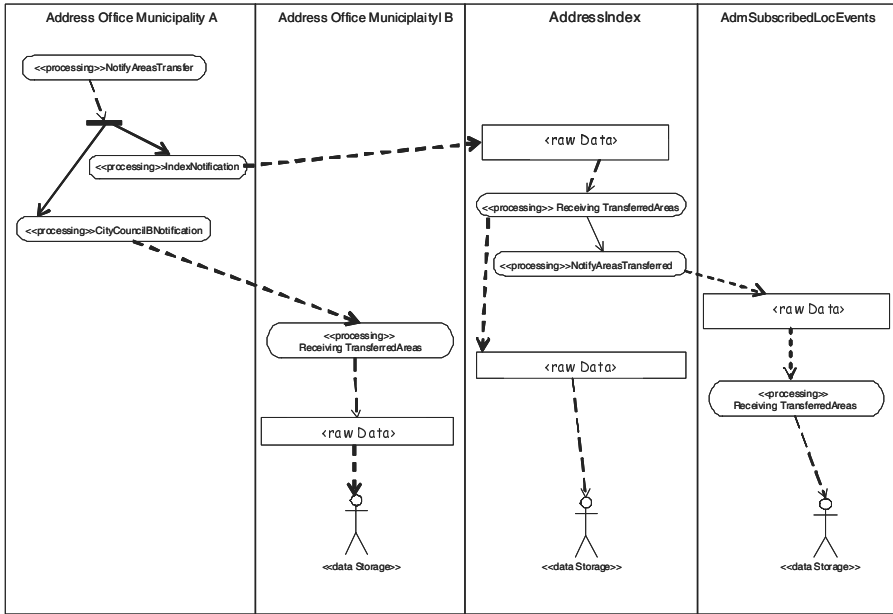 Address Office Municipality A
Address Office Municiplaityl B
AddressIndex
AdmSubscribedLocEvents
<<processing>>NotifyAreasTransfer
<<processing>>IndexNotification
<<processing>>CityCouncilBNotification
<<processing>>
Receiving TransferredAreas
<raw Data>
<<data Storage>>
<raw Data>
<<processing>> Receiving TransferredAreas
<<processing>>NotifyAreasTransferred
<raw Data>
<<data Storage>>
<raw Data>
<<processing>>
Receiving TransferredAreas
<<data Storage>>